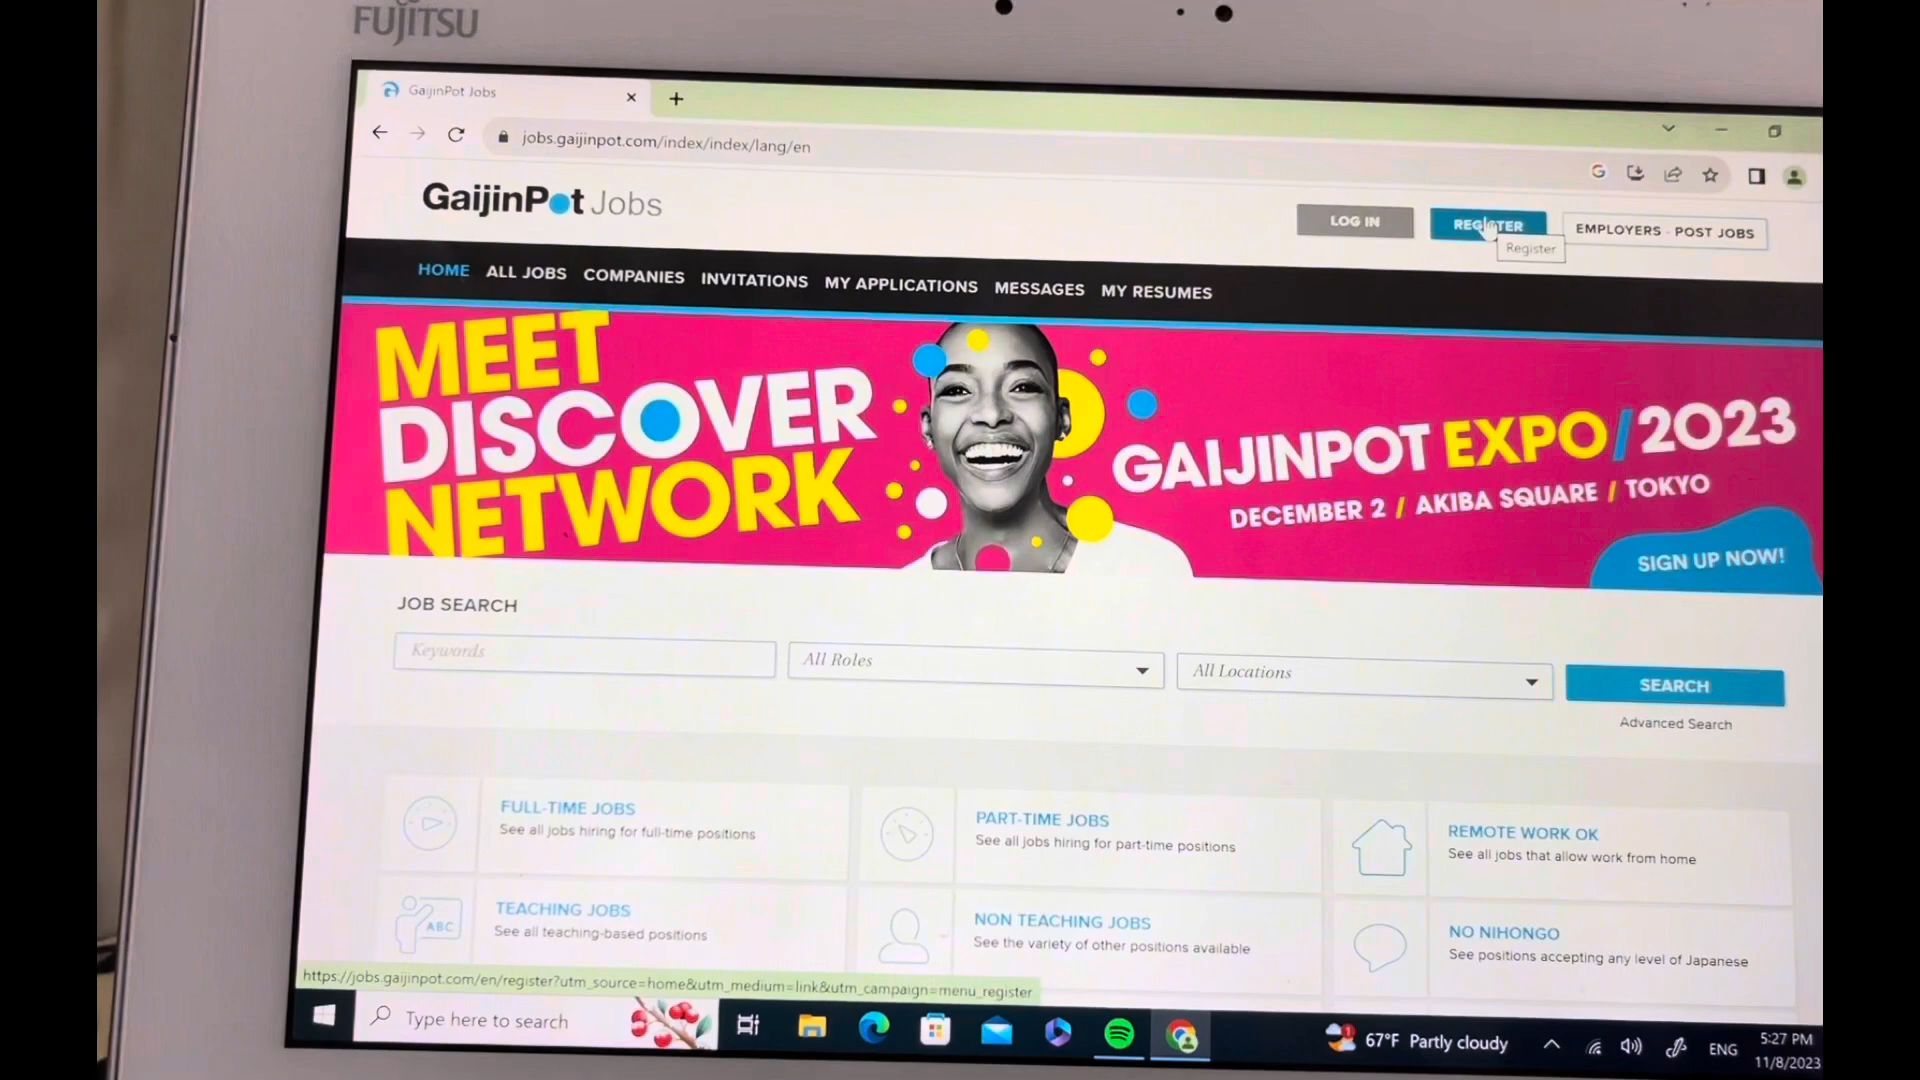 FUJITSU
GaijinPot Jobs
jobs.gaijinpot.com/index/index/lang/en
GaijinPot Jobs
LOG IN
REGISTER
EMPLOYERS - POST JOBS
Register
HOME ALL JOBS COMPANIES INVITATIONS MY APPLICATIONS MESSAGES MY RESUMES
MEET
DISCOVER
NETWORK
GAIJINPOT EXPO/2023
DECEMBER 2 / AKIBA SQUARE / TOKYO
SIGN UP NOW!
JOB SEARCH
Keywords
All Roles
All Locations
SEARCH
Advanced Search
FULL-TIME JOBS
See all jobs hiring for full-time positions
PART-TIME JOBS
See all jobs hiring for part-time positions
REMOTE WORK OK
See all jobs that allow work from home
ABC
TEACHING JOBS
See all teaching-based positions
NON TEACHING JOBS
See the variety of other positions available
NO NIHONGO
See positions accepting any level of Japanese
https://jobs.gaijinpot.com/en/register?utm_source=home&utm_medium=link&utm_campaign=menu_register
Type here to search
1
67°F Partly cloudy
ENG
5:27 PM
11/8/2023